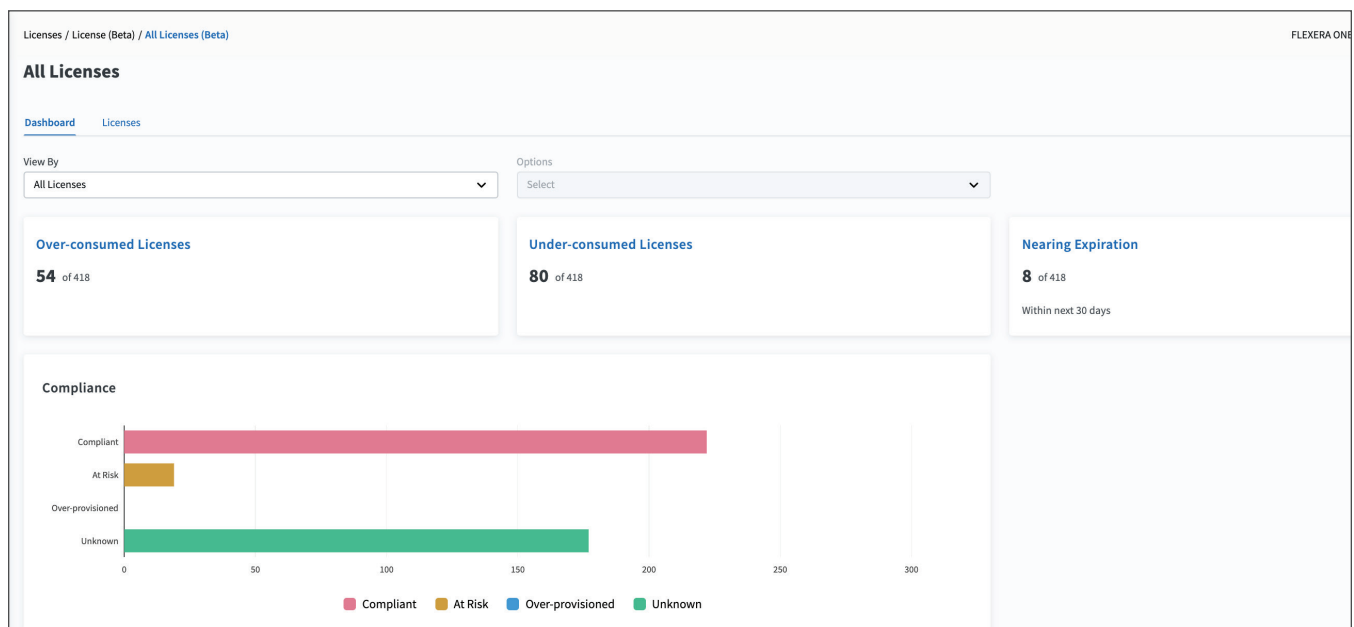 Licenses / License (Beta) / All Licenses (Beta)
FLEXERA ONE
All Licenses
Dashboard
Licenses
View By
Options
All Licenses
Select
Over-consumed Licenses
54 of 418
Under-consumed Licenses
80 of 418
Nearing Expiration
8 of 418
Within next 30 days
Compliance
Compliant
At Risk
Over-provisioned
Unknown
0 50 100 150 200 250 300
Compliant At Risk Over-provisioned Unknown